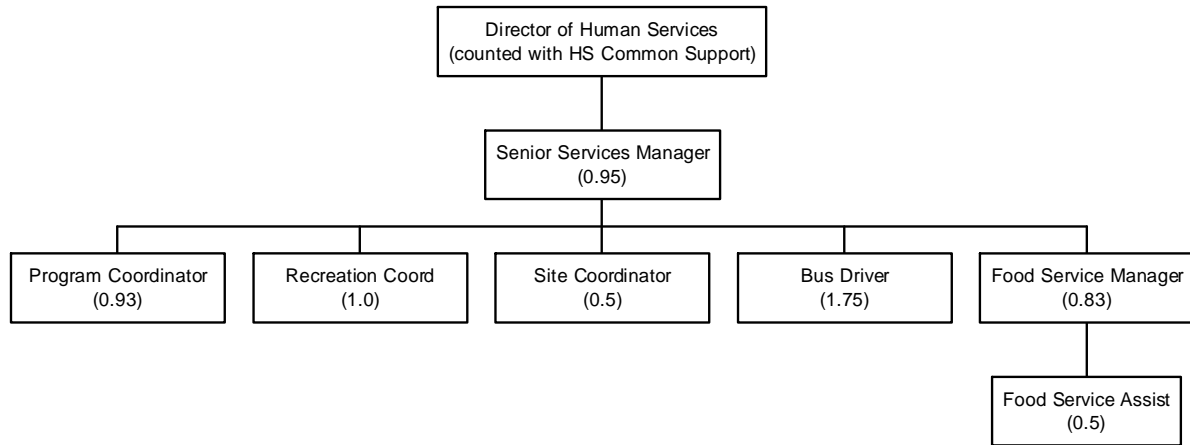 Director of Human Services
(counted with HS Common Support)
Senior Services Manager
(0.95)
Program Coordinator
(0.93)
Recreation Coord
(1.0)
Site Coordinator
(0.5)
Bus Driver
(1.75)
Food Service Manager
(0.83)
Food Service Assist
(0.5)